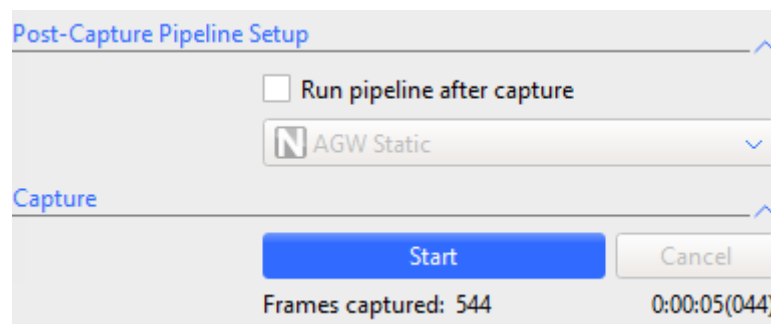 Post-Capture Pipeline Setup
Run pipeline after capture
N AGW Static
Capture
Start Cancel
Frames captured: 544 0:00:05(044)